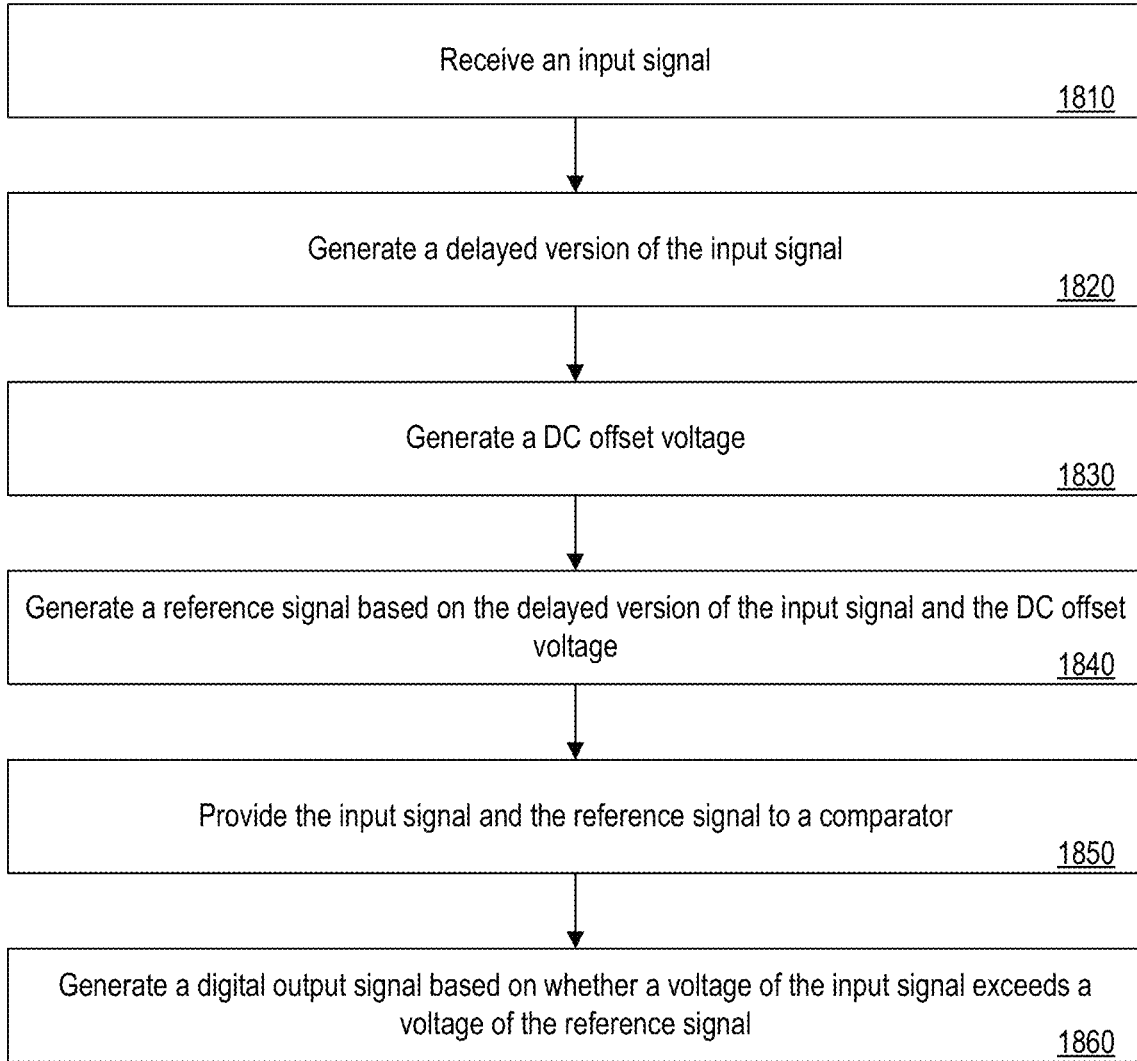 Receive an input signal
1810
Generate a delayed version of the input signal
1820
Generate a DC offset voltage
1830
Generate a reference signal based on the delayed version of the input signal and the DC offset
voltage
1840
Provide the input signal and the reference signal to a comparator
1850
Generate a digital output signal based on whether a voltage of the input signal exceeds a
voltage of the reference signal
1860